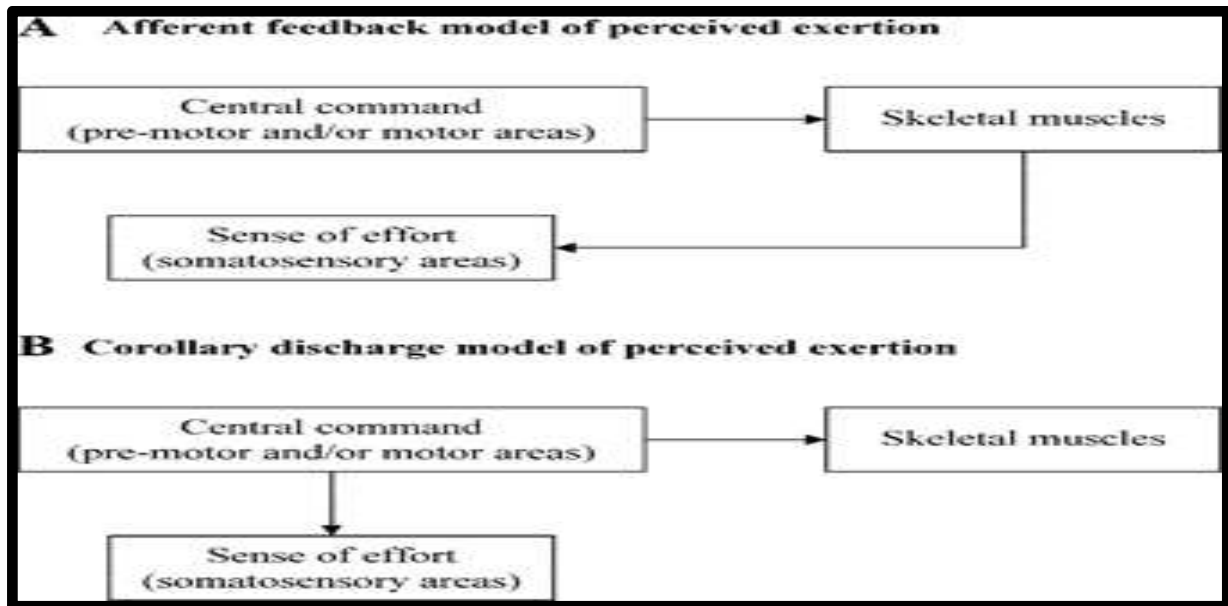 A Afferent feedback model of perceived exertion
Central command
(pre-motor and/or motor areas)
Skeletal muscles
Sense of effort
(somatosensory areas)
B Corollary discharge model of perceived exertion
Central command
(pre-motor and/or motor areas)
Skeletal muscles
Sense of effort
(somatosensory areas)